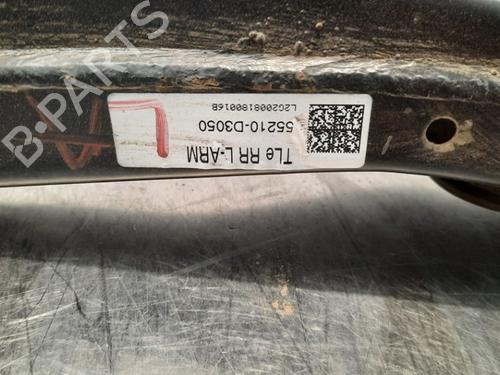 TLe RR L-ARM
55210-D3050
L2G2008180016B
L
B-PARTS